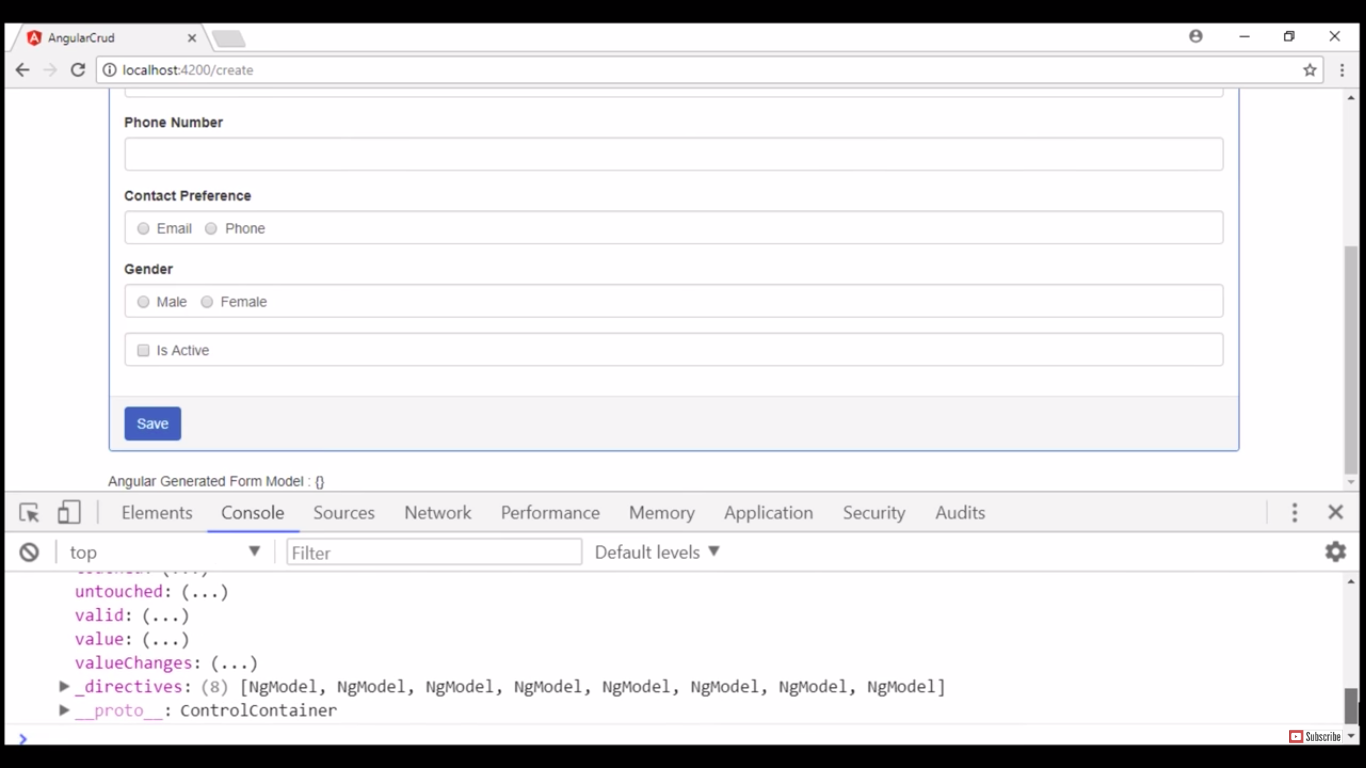 AngularCrud
localhost:4200/create
Phone Number
Contact Preference
Email Phone
Gender
Male Female
Is Active
Save
Angular Generated Form Model : {}
Elements Console Sources Network Performance Memory Application Security Audits
top Filter Default levels
untouched: (...)
valid: (...)
value: (...)
valueChanges: (...)
_directives: (8) [NgModel, NgModel, NgModel, NgModel, NgModel, NgModel, NgModel, NgModel]
__proto__: ControlContainer
Subscribe